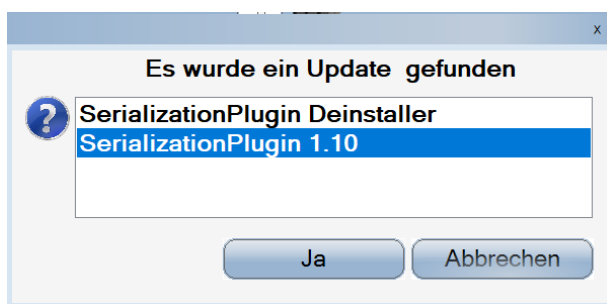 x
Es wurde ein Update gefunden
?
SerializationPlugin Deinstaller
SerializationPlugin 1.10
Ja
Abbrechen